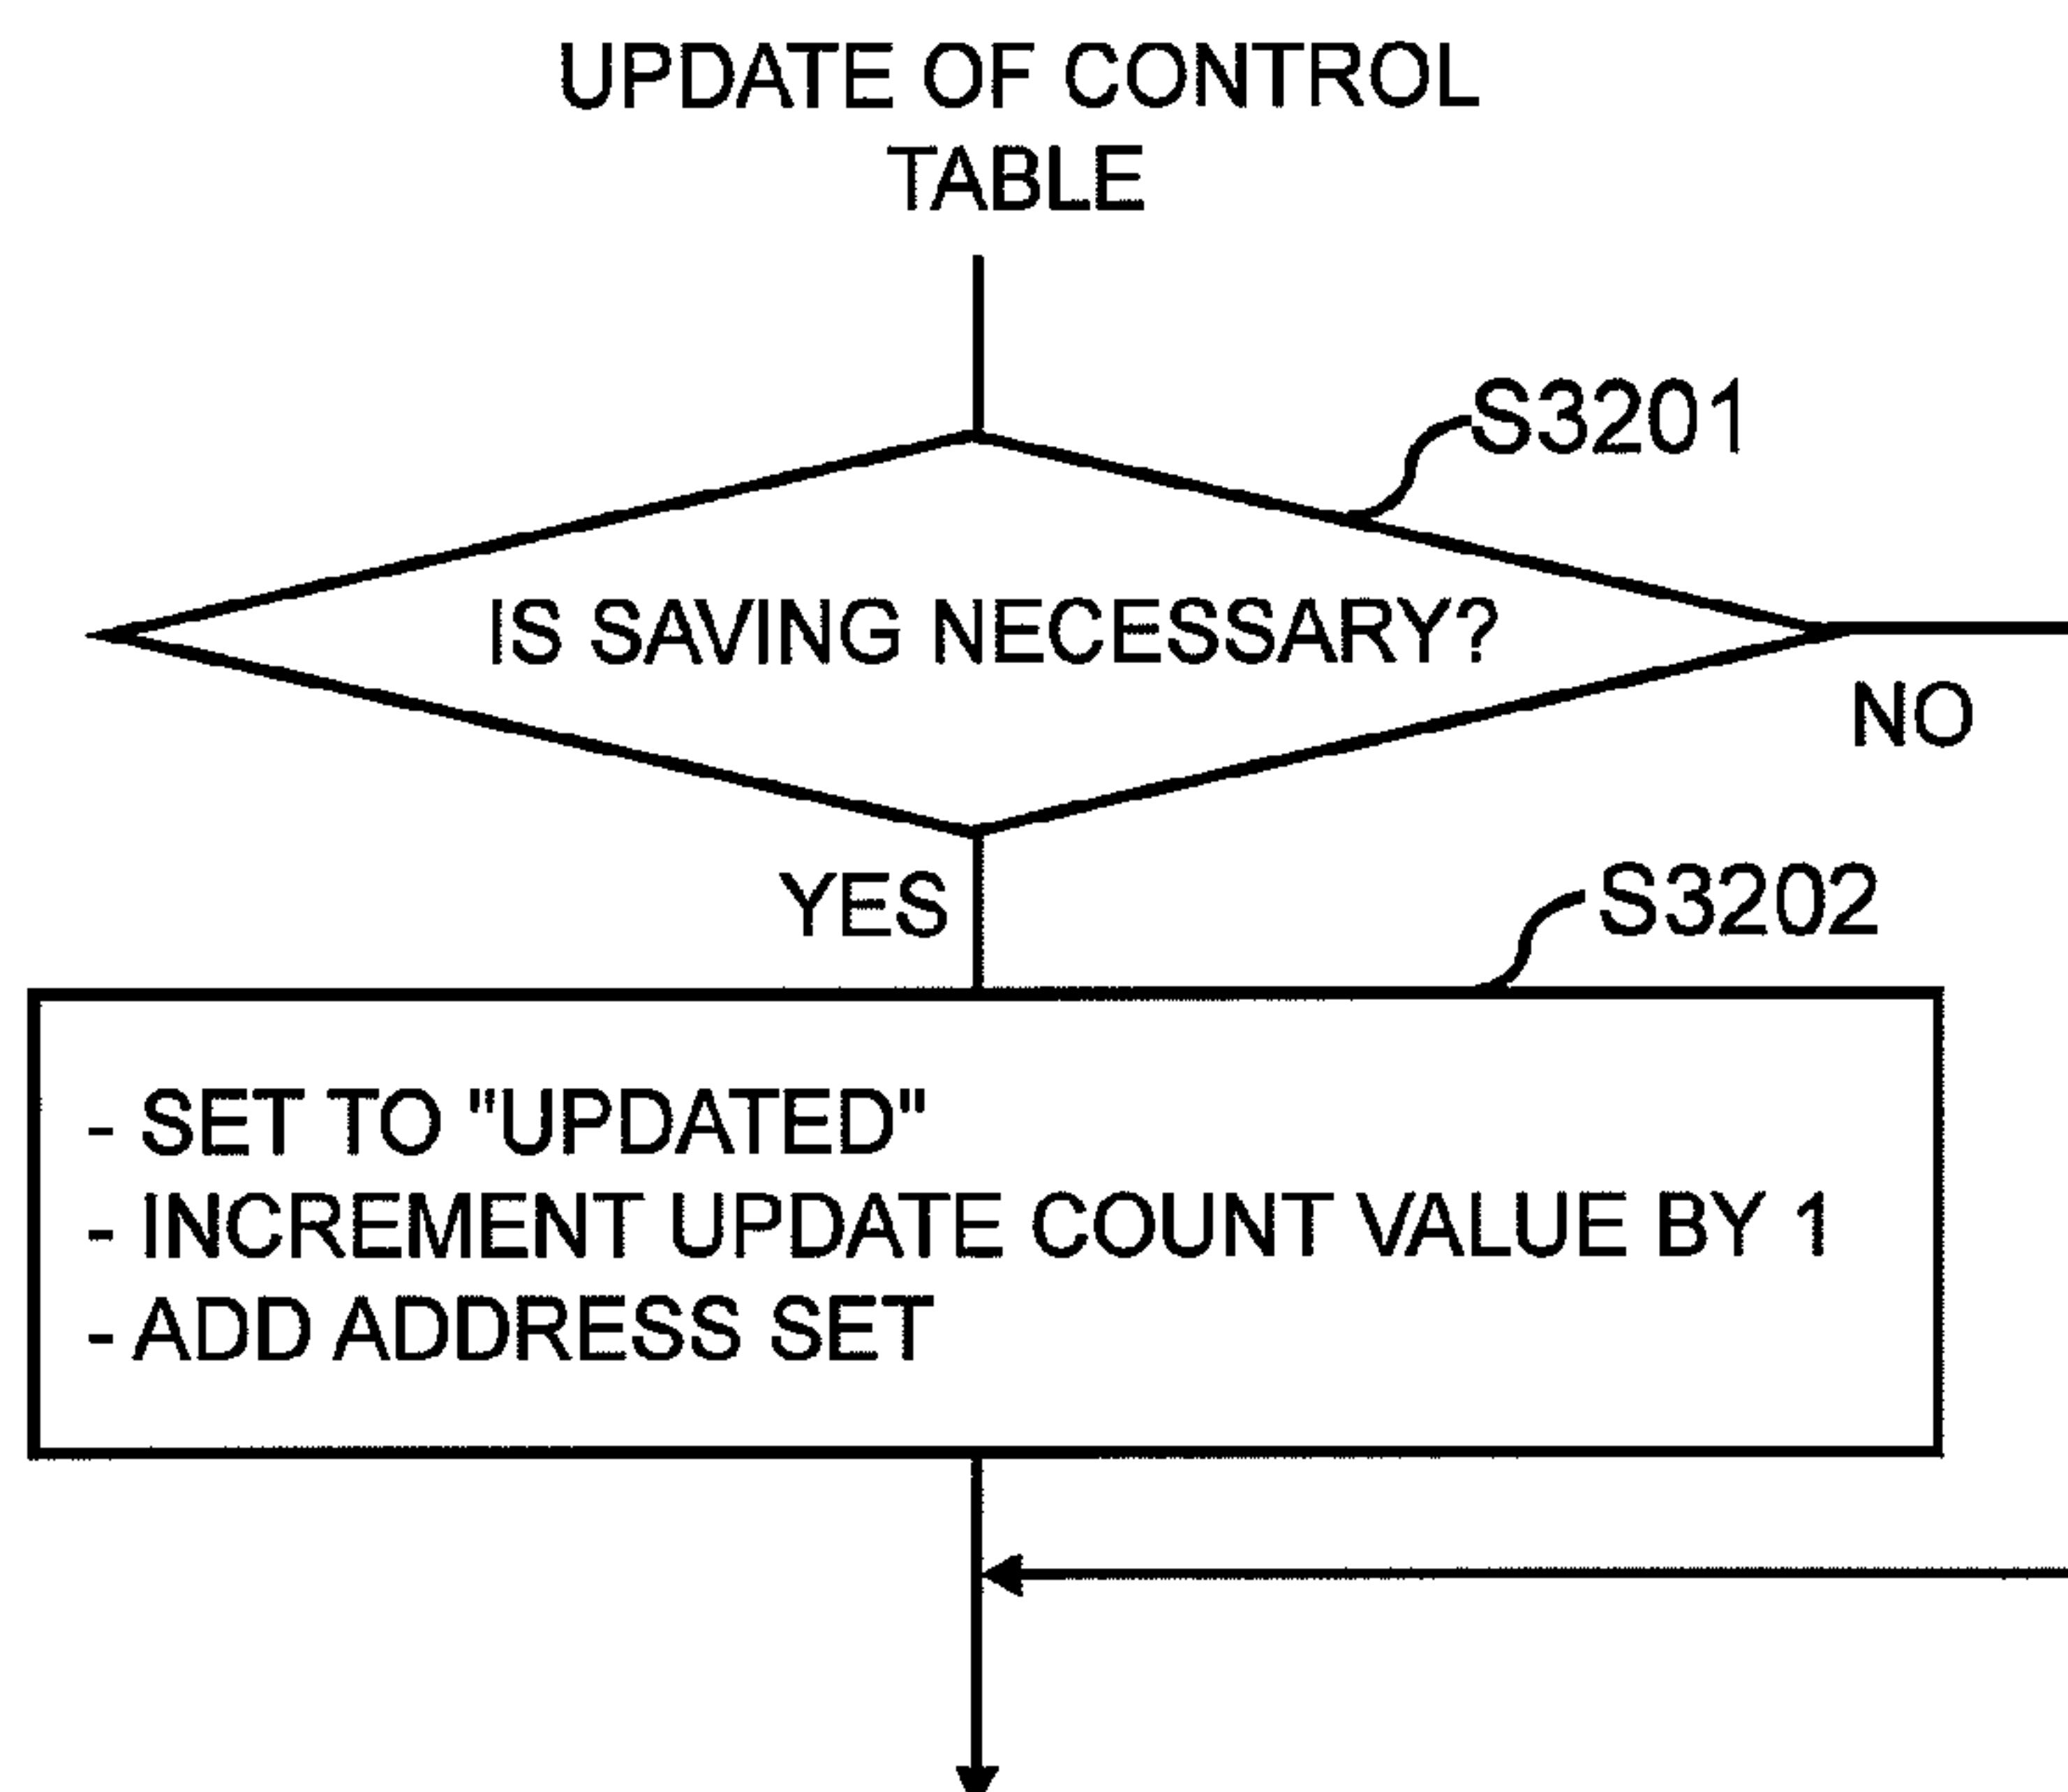 UPDATE OF CONTROL
TABLE
S3201
IS SAVING NECESSARY?
NO
YES
S3202
- SET TO "UPDATED"
- INCREMENT UPDATE COUNT VALUE BY 1
- ADD ADDRESS SET